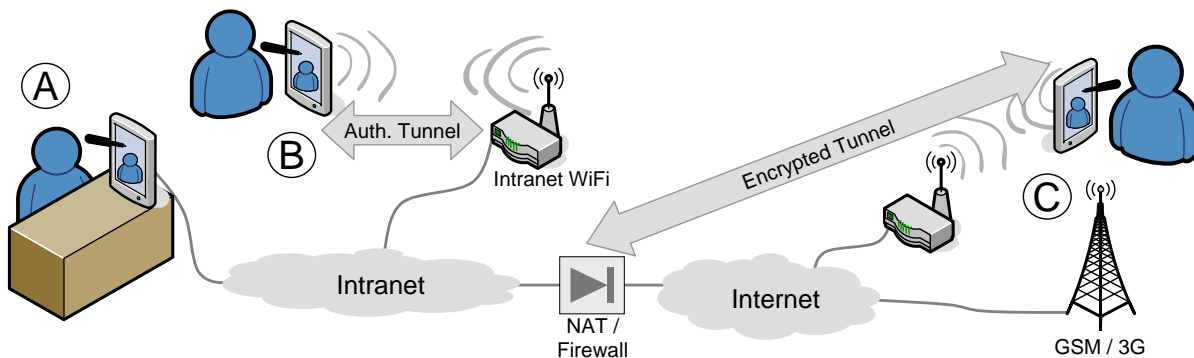 A
B
Auth. Tunnel
Intranet WiFi
Encrypted Tunnel
C
Intranet
NAT /
Firewall
Internet
GSM / 3G